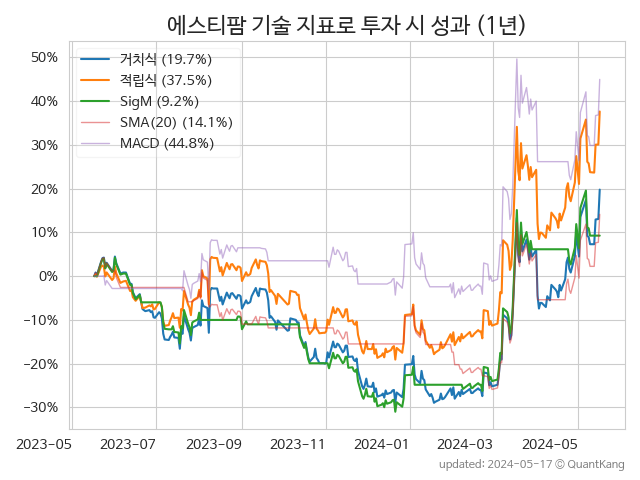 에스티팜 기술 지표로 투자 시 성과 (1년)
거치식 (19.7%)
적립식 (37.5%)
SigM (9.2%)
SMA(20) (14.1%)
MACD (44.8%)
50%
40%
30%
20%
10%
0%
−10%
−20%
−30%
2023-05 2023-07 2023-09 2023-11 2024-01 2024-03 2024-05
updated: 2024-05-17 © QuantKang